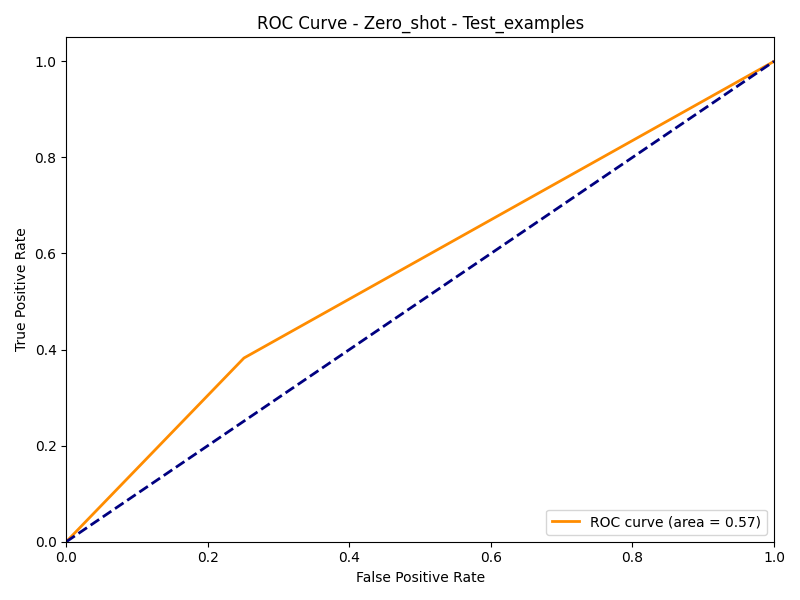 ROC Curve - Zero_shot - Test_examples
True Positive Rate
1.0
0.8
0.6
0.4
0.2
0.0
0.0 0.2 0.4 0.6 0.8 1.0
False Positive Rate
ROC curve (area = 0.57)